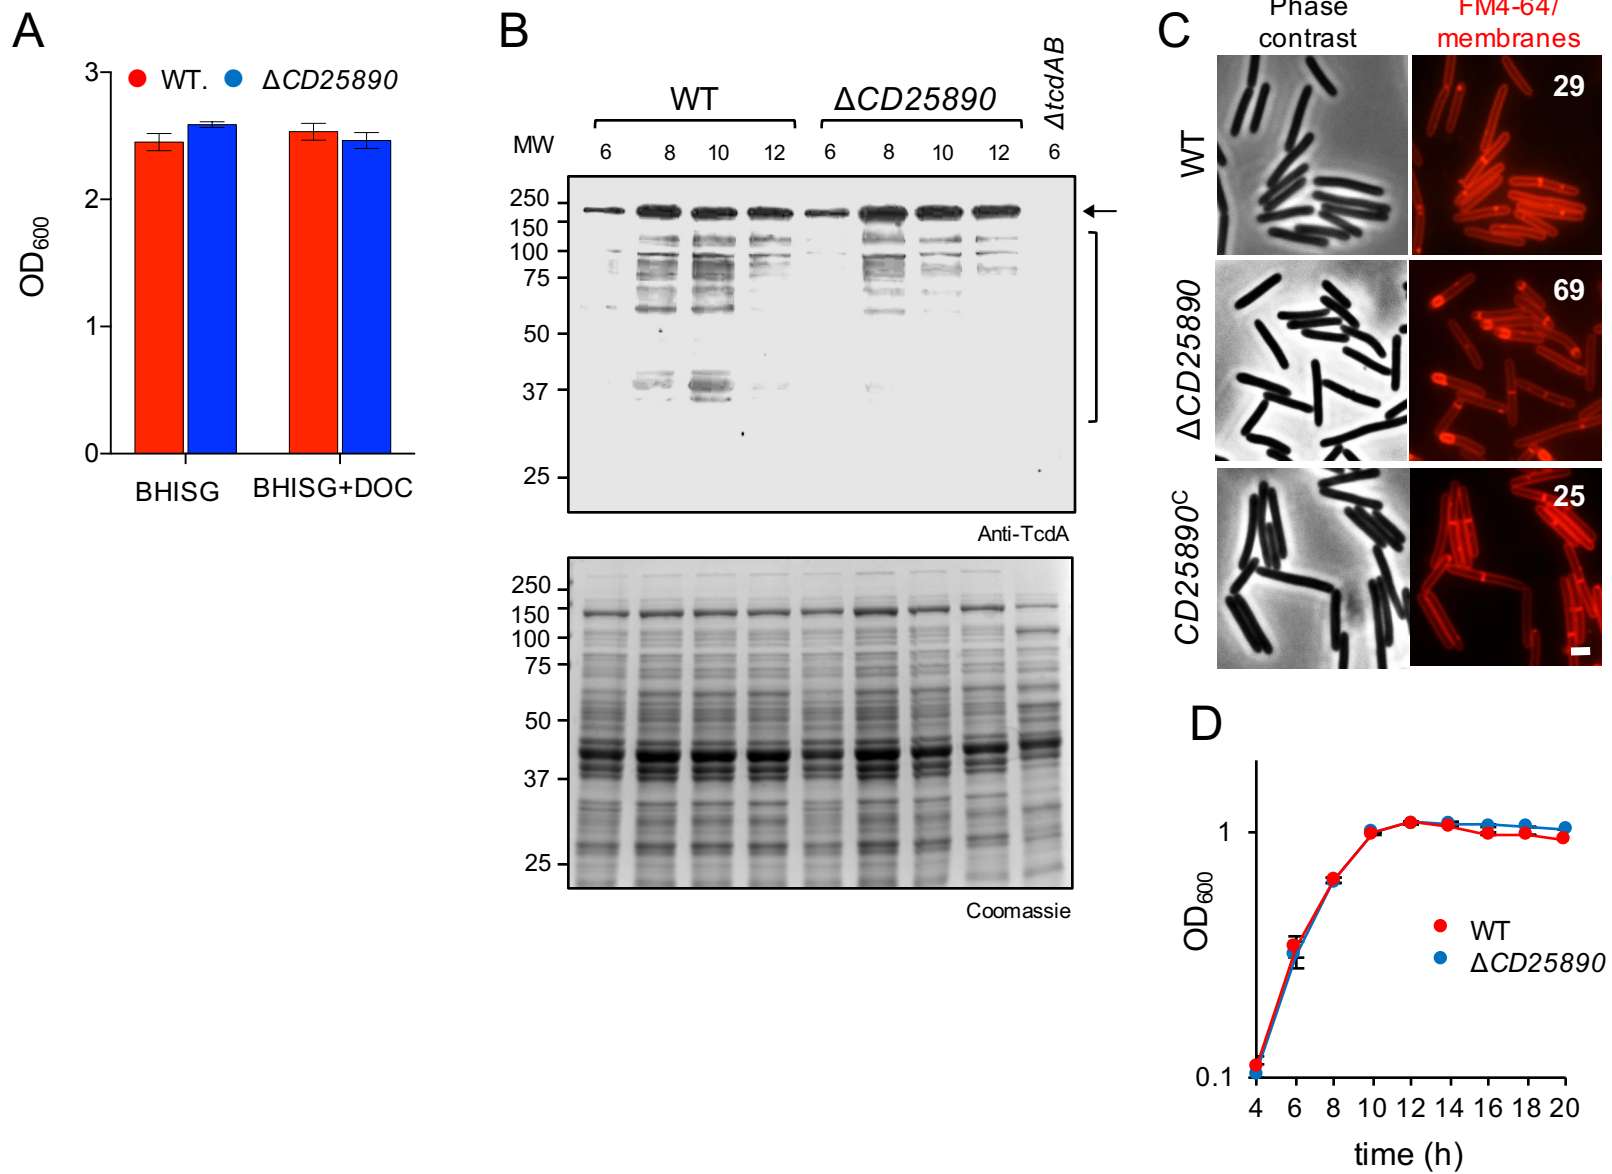 A
3
2
1
0
OD600
WT.
ΔCD25890
BHISG
BHISG+DOC
B
WT
ΔCD25890
ΔtcdAB
MW
6
8
10
12
6
8
10
12
6
250
150
100
75
50
37
25
Anti-TcdA
250
150
100
75
50
37
25
Coomassie
C
Phase
contrast
FM4-64/
membranes
WT
29
ΔCD25890
69
CD25890C
25
D
1
0.1
OD600
WT
ΔCD25890
4 6 8 10 12 14 16 18 20
time (h)